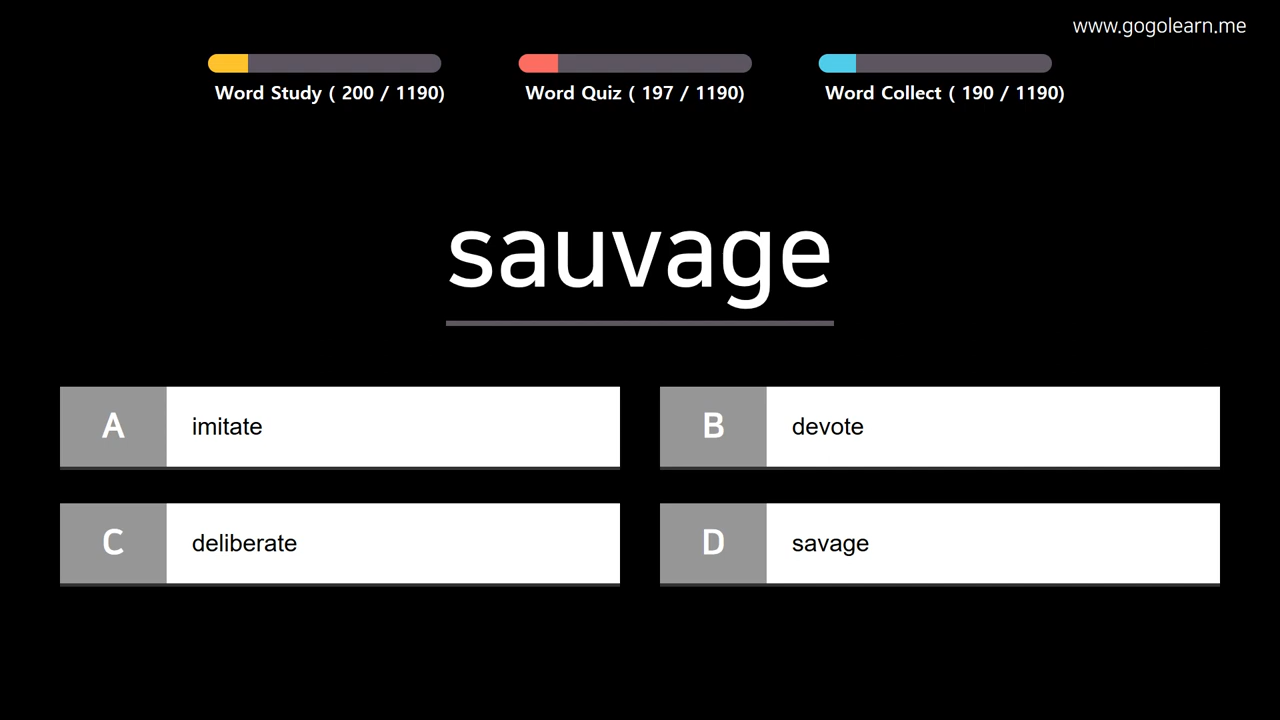 www.gogolearn.me
Word Study ( 200 / 1190)
Word Quiz ( 197 / 1190)
Word Collect ( 190 / 1190)
sauvage
A imitate
B devote
C deliberate
D savage